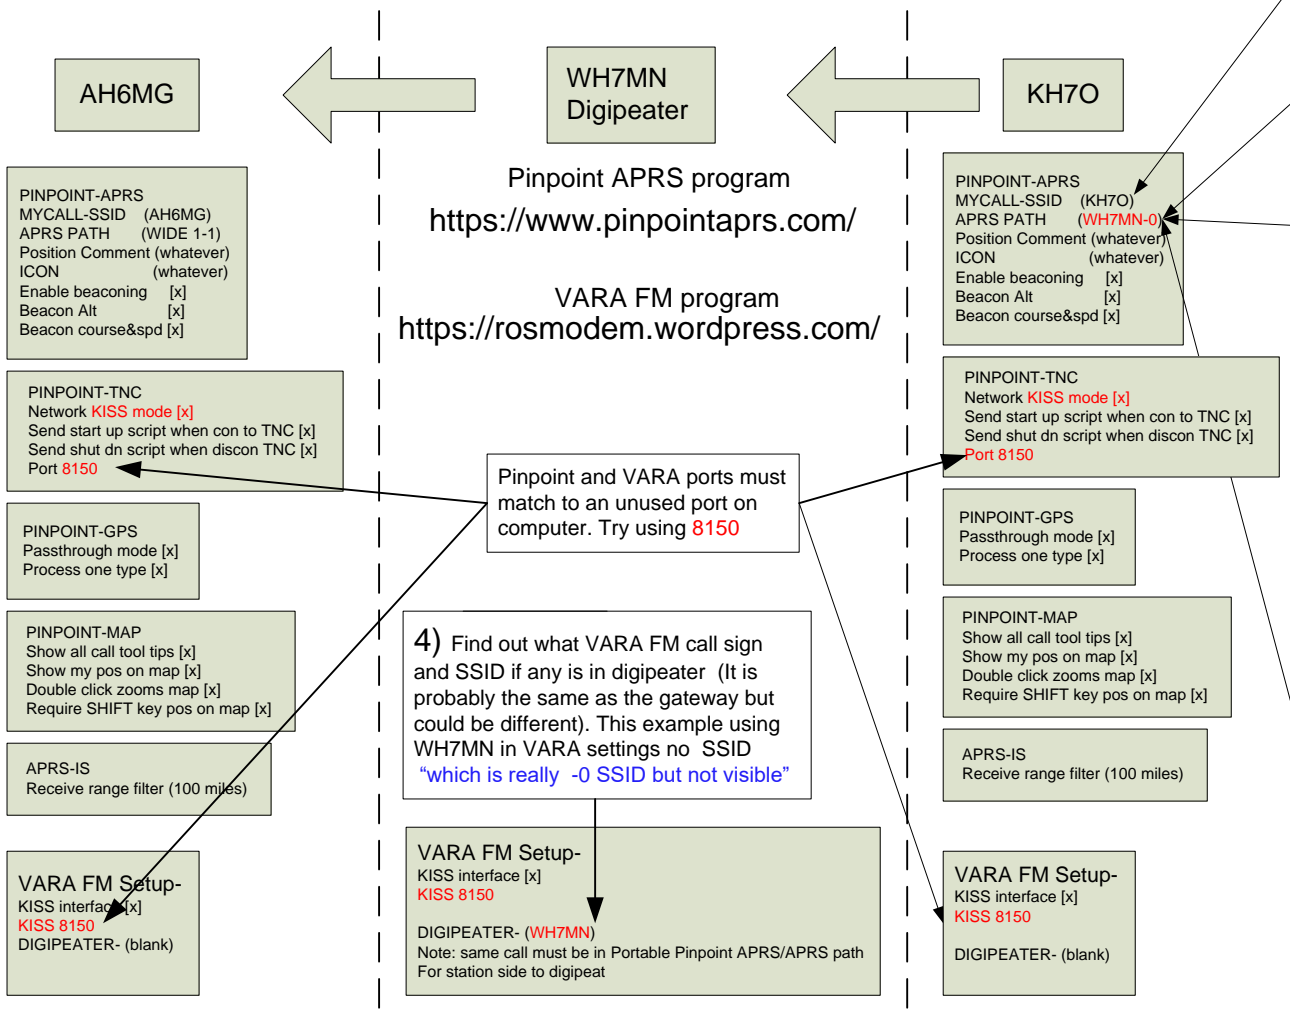 AH6MG
PINPOINT-APRS
MYCALL-SSID (AH6MG)
APRS PATH (WIDE 1-1)
Position Comment (whatever)
ICON (whatever)
Enable beaconing [x]
Beacon Alt [x]
Beacon course&spd [x]
PINPOINT-TNC
Network KISS mode [x]
Send start up script when con to TNC [x]
Send shut dn script when discon TNC [x]
Port 8150
PINPOINT-GPS
Passthrough mode [x]
Process one type [x]
PINPOINT-MAP
Show all call tool tips [x]
Show my pos on map [x]
Double click zooms map [x]
Require SHIFT key pos on map [x]
APRS-IS
Receive range filter (100 miles)
VARA FM Setup-
KISS interface [x]
KISS 8150
DIGIPEATER- (blank)
WH7MN
Digipeater
Pinpoint APRS program
https://www.pinpointaprs.com/
VARA FM program
https://rosmodem.wordpress.com/
Pinpoint and VARA ports must
match to an unused port on
computer. Try using 8150
4) Find out what VARA FM call sign
and SSID if any is in digipeater (It is
probably the same as the gateway but
could be different). This example using
WH7MN in VARA settings no SSID
“which is really -0 SSID but not visible”
VARA FM Setup-
KISS interface [x]
KISS 8150
DIGIPEATER- (WH7MN)
Note: same call must be in Portable Pinpoint APRS/APRS path
For station side to digipeat
KH7O
PINPOINT-APRS
MYCALL-SSID (KH7O)
APRS PATH (WH7MN-0)
Position Comment (whatever)
ICON (whatever)
Enable beaconing [x]
Beacon Alt [x]
Beacon course&spd [x]
PINPOINT-TNC
Network KISS mode [x]
Send start up script when con to TNC [x]
Send shut dn script when discon TNC [x]
Port 8150
PINPOINT-GPS
Passthrough mode [x]
Process one type [x]
PINPOINT-MAP
Show all call tool tips [x]
Show my pos on map [x]
Double click zooms map [x]
Require SHIFT key pos on map [x]
APRS-IS
Receive range filter (100 miles)
VARA FM Setup-
KISS interface [x]
KISS 8150
DIGIPEATER- (blank)